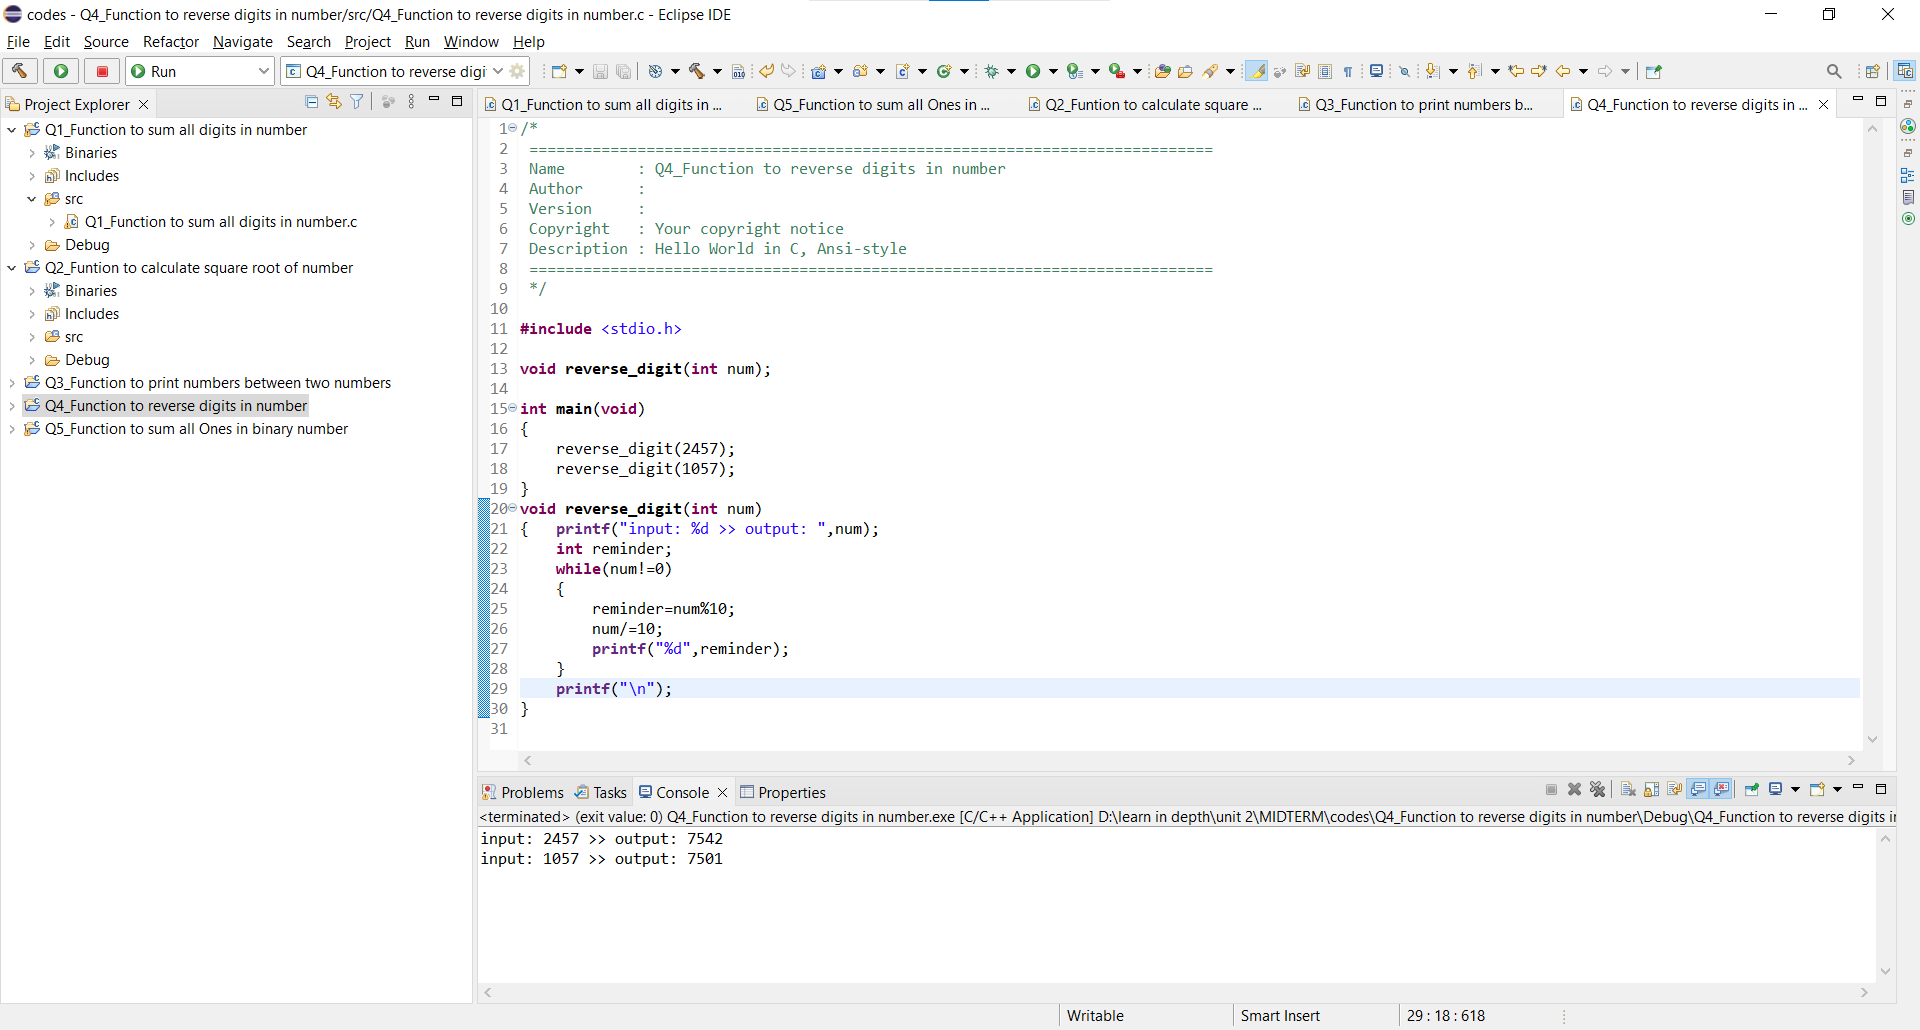 codes - Q4_Function to reverse digits in number/src/Q4_Function to reverse digits in number.c - Eclipse IDE
File Edit Source Refactor Navigate Search Project Run Window Help
Run Q4_Function to reverse digi
Project Explorer
Q1_Function to sum all digits in number
Binaries
Includes
src
Q1_Function to sum all digits in number.c
Debug
Q2_Funtion to calculate square root of number
Binaries
Includes
src
Debug
Q3_Function to print numbers between two numbers
Q4_Function to reverse digits in number
Q5_Function to sum all Ones in binary number
Q1_Function to sum all digits in ... Q5_Function to sum all Ones in ... Q2_Funtion to calculate square ... Q3_Function to print numbers b... Q4_Function to reverse digits in ...
1 /*
2 ============================================================================
3 Name        : Q4_Function to reverse digits in number
4 Author      :
5 Version     :
6 Copyright   : Your copyright notice
7 Description : Hello World in C, Ansi-style
8 ============================================================================
9 */
10
11 #include <stdio.h>
12
13 void reverse_digit(int num);
14
15 int main(void)
16 {
17     reverse_digit(2457);
18     reverse_digit(1057);
19 }
20 void reverse_digit(int num)
21 {   printf("input: %d >> output: ",num);
22     int reminder;
23     while(num!=0)
24     {
25         reminder=num%10;
26         num/=10;
27         printf("%d",reminder);
28     }
29     printf("\n");
30 }
31
Problems Tasks Console Properties
<terminated> (exit value: 0) Q4_Function to reverse digits in number.exe [C/C++ Application] D:\learn in depth\unit 2\MIDTERM\codes\Q4_Function to reverse digits in number\Debug\Q4_Function to reverse digits i
input: 2457 >> output: 7542
input: 1057 >> output: 7501
Writable Smart Insert 29 : 18 : 618